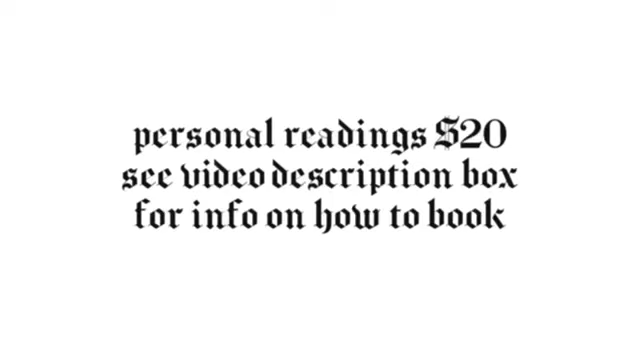 personal readings $20
see video description box
for info on how to book